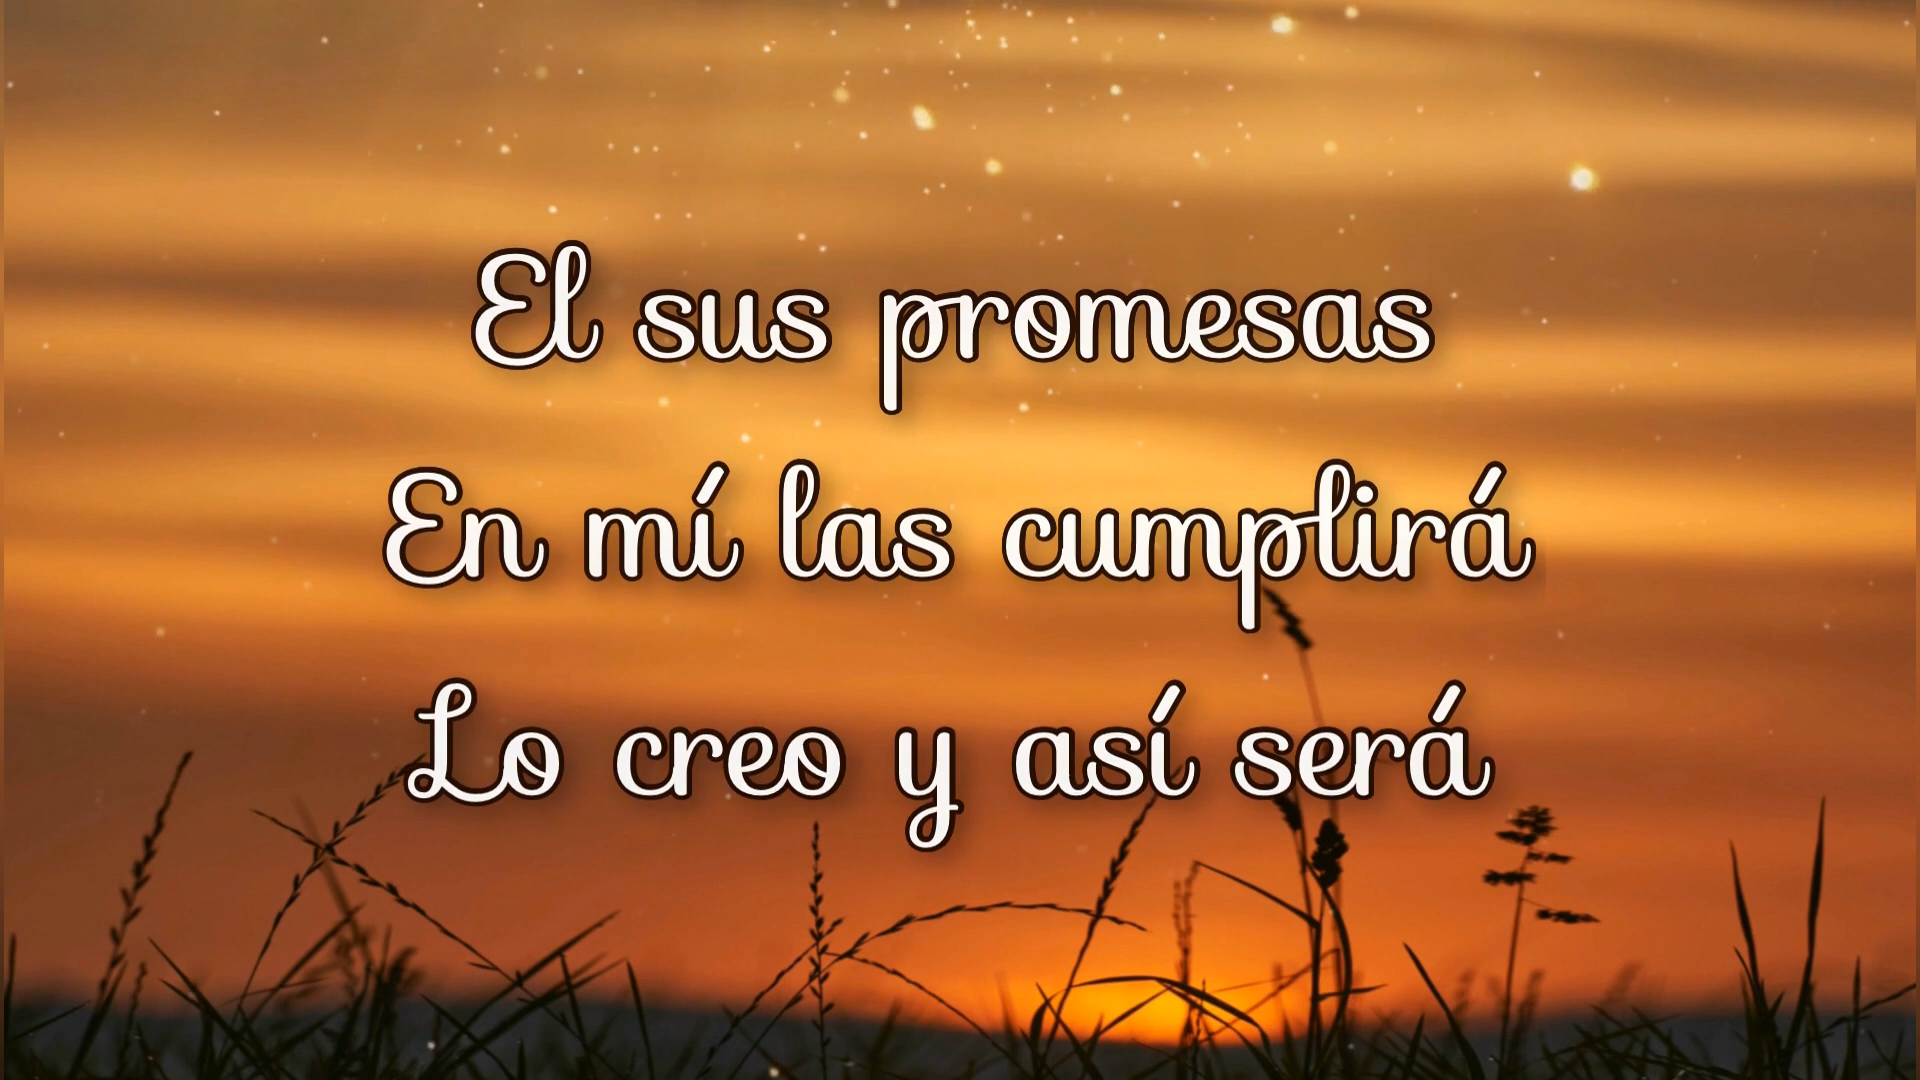 El sus promesas
En mí las cumplirá
Lo creo y así será